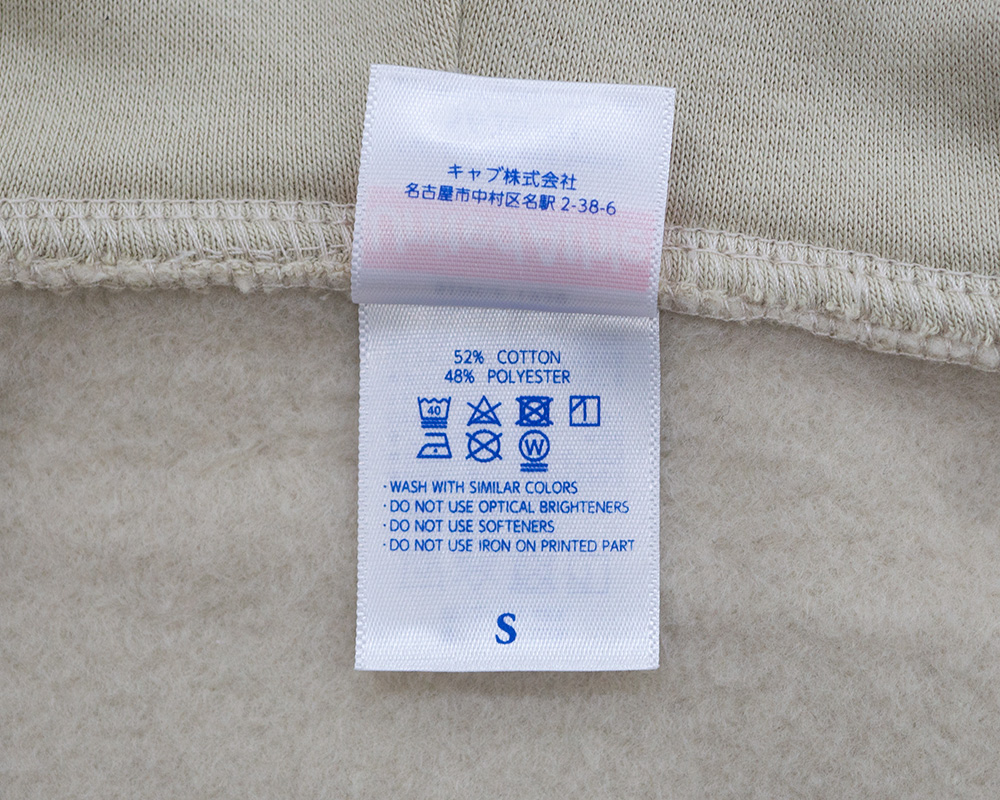 キャブ株式会社
名古屋市中村区名駅 2-38-6
52% COTTON
48% POLYESTER
40
W
·WASH WITH SIMILAR COLORS
·DO NOT USE OPTICAL BRIGHTENERS
·DO NOT USE SOFTENERS
·DO NOT USE IRON ON PRINTED PART
S